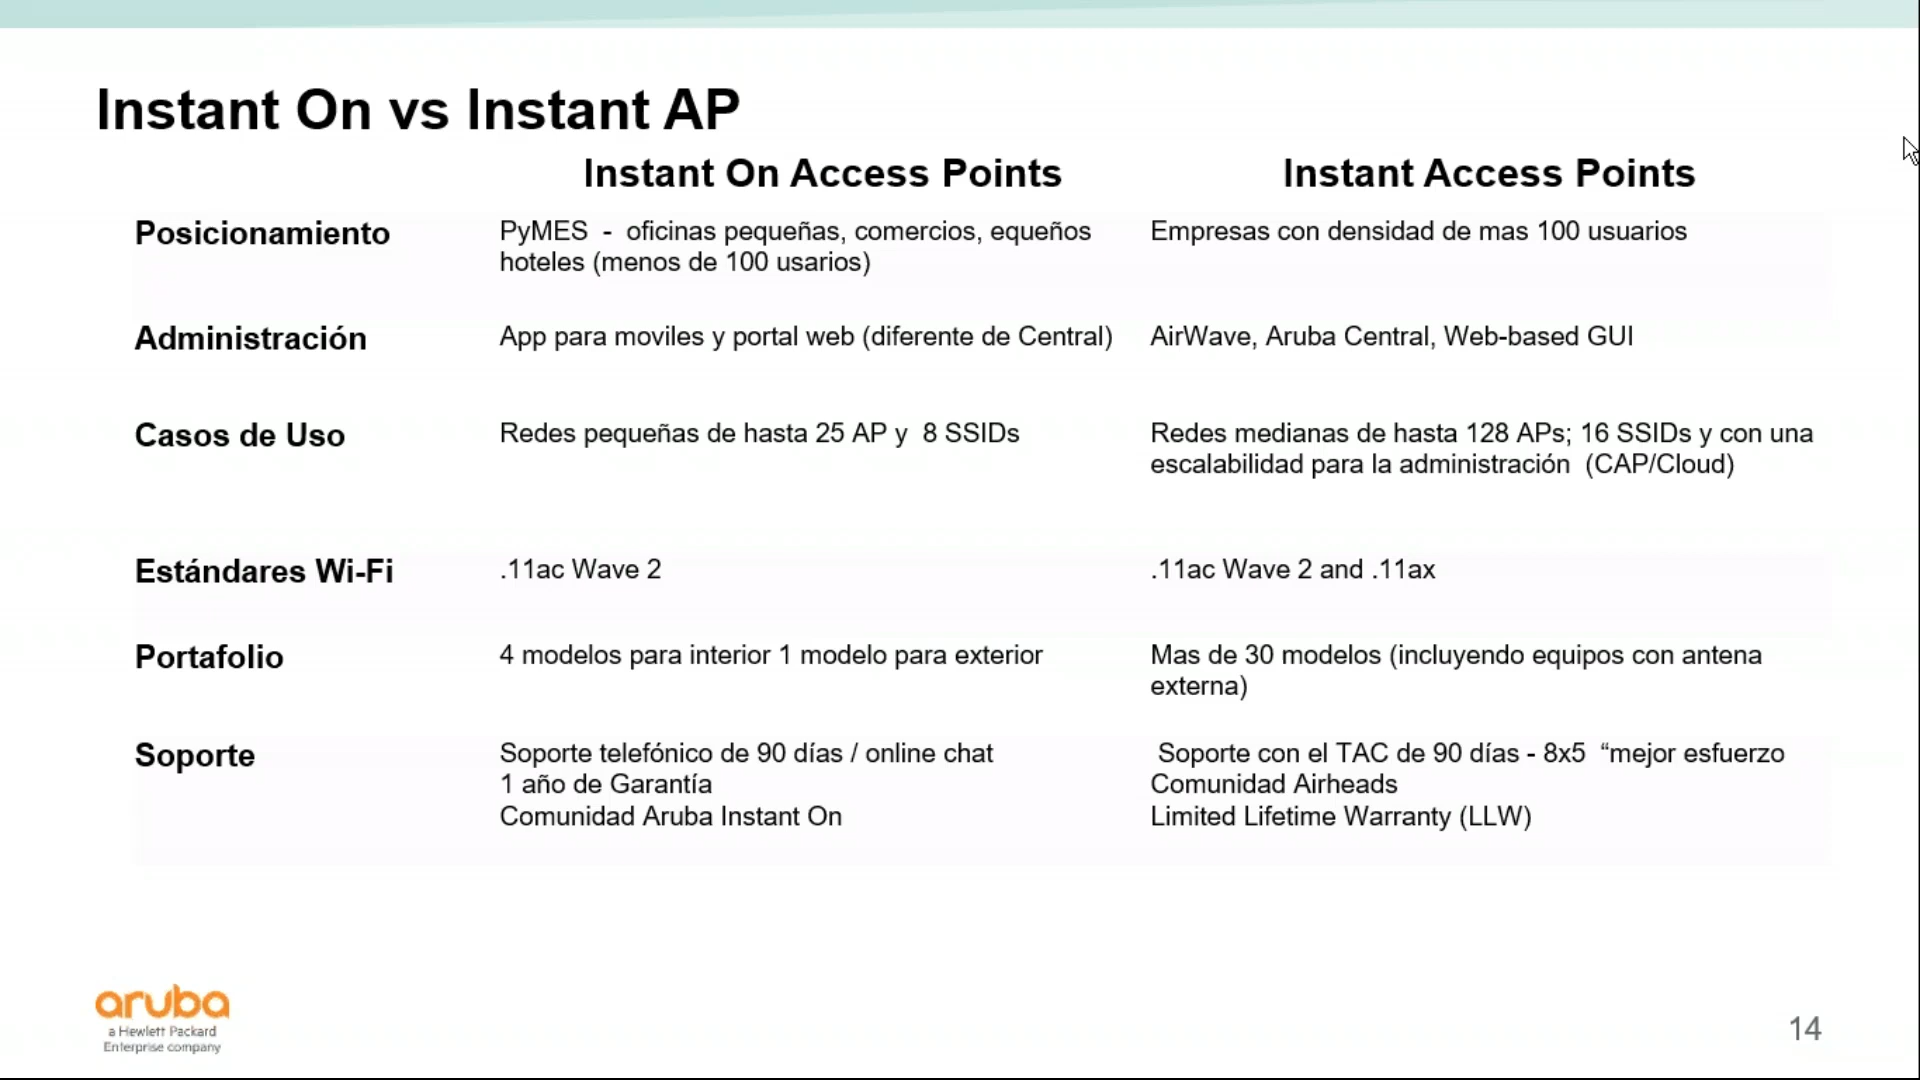 Instant On vs Instant AP
Instant On Access Points
Instant Access Points
Posicionamiento
PyMES - oficinas pequeñas, comercios, equeños
hoteles (menos de 100 usarios)
Empresas con densidad de mas 100 usuarios
Administración
App para moviles y portal web (diferente de Central)
AirWave, Aruba Central, Web-based GUI
Casos de Uso
Redes pequeñas de hasta 25 AP y 8 SSIDs
Redes medianas de hasta 128 APs; 16 SSIDs y con una
escalabilidad para la administración (CAP/Cloud)
Estándares Wi-Fi
.11ac Wave 2
.11ac Wave 2 and .11ax
Portafolio
4 modelos para interior 1 modelo para exterior
Mas de 30 modelos (incluyendo equipos con antena
externa)
Soporte
Soporte telefónico de 90 días / online chat
1 año de Garantía
Comunidad Aruba Instant On
Soporte con el TAC de 90 días - 8x5 “mejor esfuerzo
Comunidad Airheads
Limited Lifetime Warranty (LLW)
aruba
a Hewlett Packard
Enterprise company
14